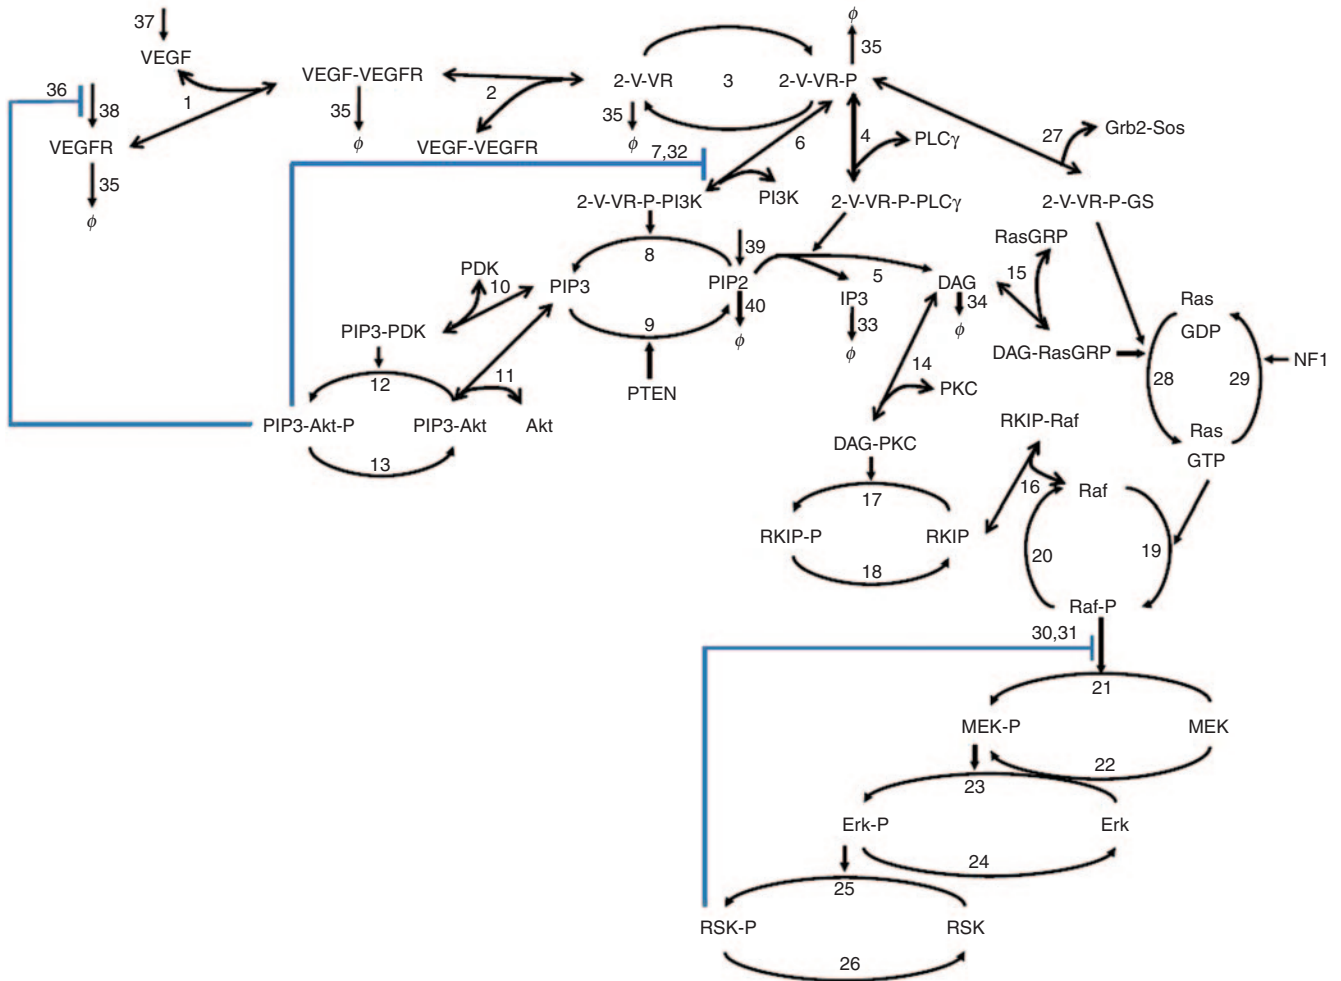 37
VEGF
ϕ
35
VEGF-VEGFR
2-V-VR
3
2-V-VR-P
36
38
1
2
35
35
27
Grb2-Sos
VEGFR
ϕ
VEGF-VEGFR
ϕ
7,32
6
4
PLCγ
35
ϕ
2-V-VR-P-PI3K
PI3K
2-V-VR-P-PLCγ
2-V-VR-P-GS
8
39
RasGRP
PDK
10
PIP3
PIP2
5
15
DAG
IP3
40
34
Ras
GDP
PIP3-PDK
9
ϕ
33
ϕ
ϕ
DAG-RasGRP
NF1
12
11
PTEN
14
PKC
28
29
PIP3-Akt-P
PIP3-Akt
Akt
RKIP-Raf
Ras
GTP
13
DAG-PKC
16
Raf
17
RKIP-P
RKIP
20
19
18
Raf-P
30,31
21
MEK-P
MEK
22
23
Erk-P
Erk
24
25
RSK-P
RSK
26